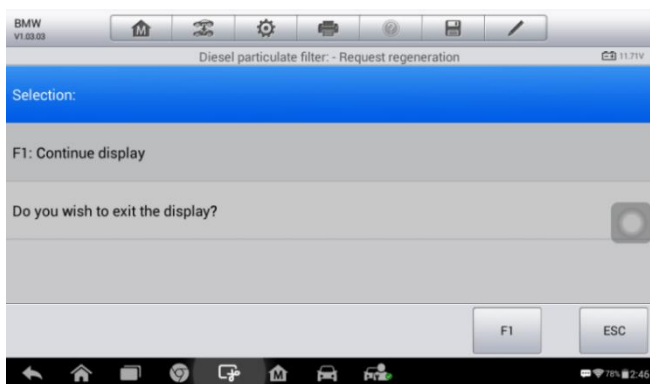 BMW
V1.03.03
Diesel particulate filter: - Request regeneration
11.71V
Selection:
F1: Continue display
Do you wish to exit the display?
F1
ESC
78%
2:46